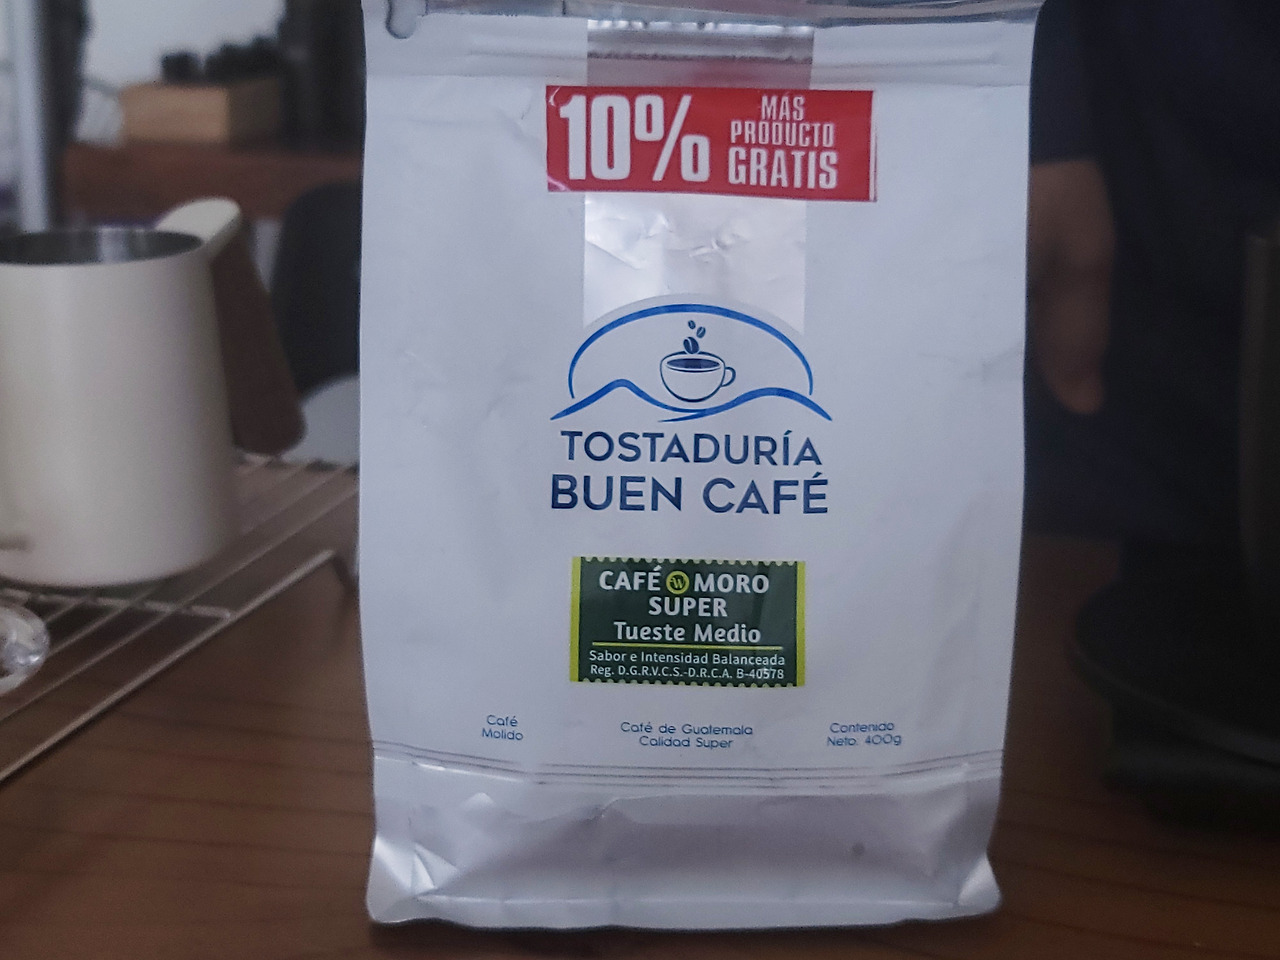 10%
MÁS
PRODUCTO
GRATIS
TOSTADURÍA
BUEN CAFÉ
CAFÉ W MORO
SUPER
Tueste Medio
Sabor e Intensidad Balanceada
Reg. D.G.R.V.C.S.-D.R.C.A. B-40578
Café
Molido
Café de Guatemala
Calidad Super
Contenido
Neto: 400g